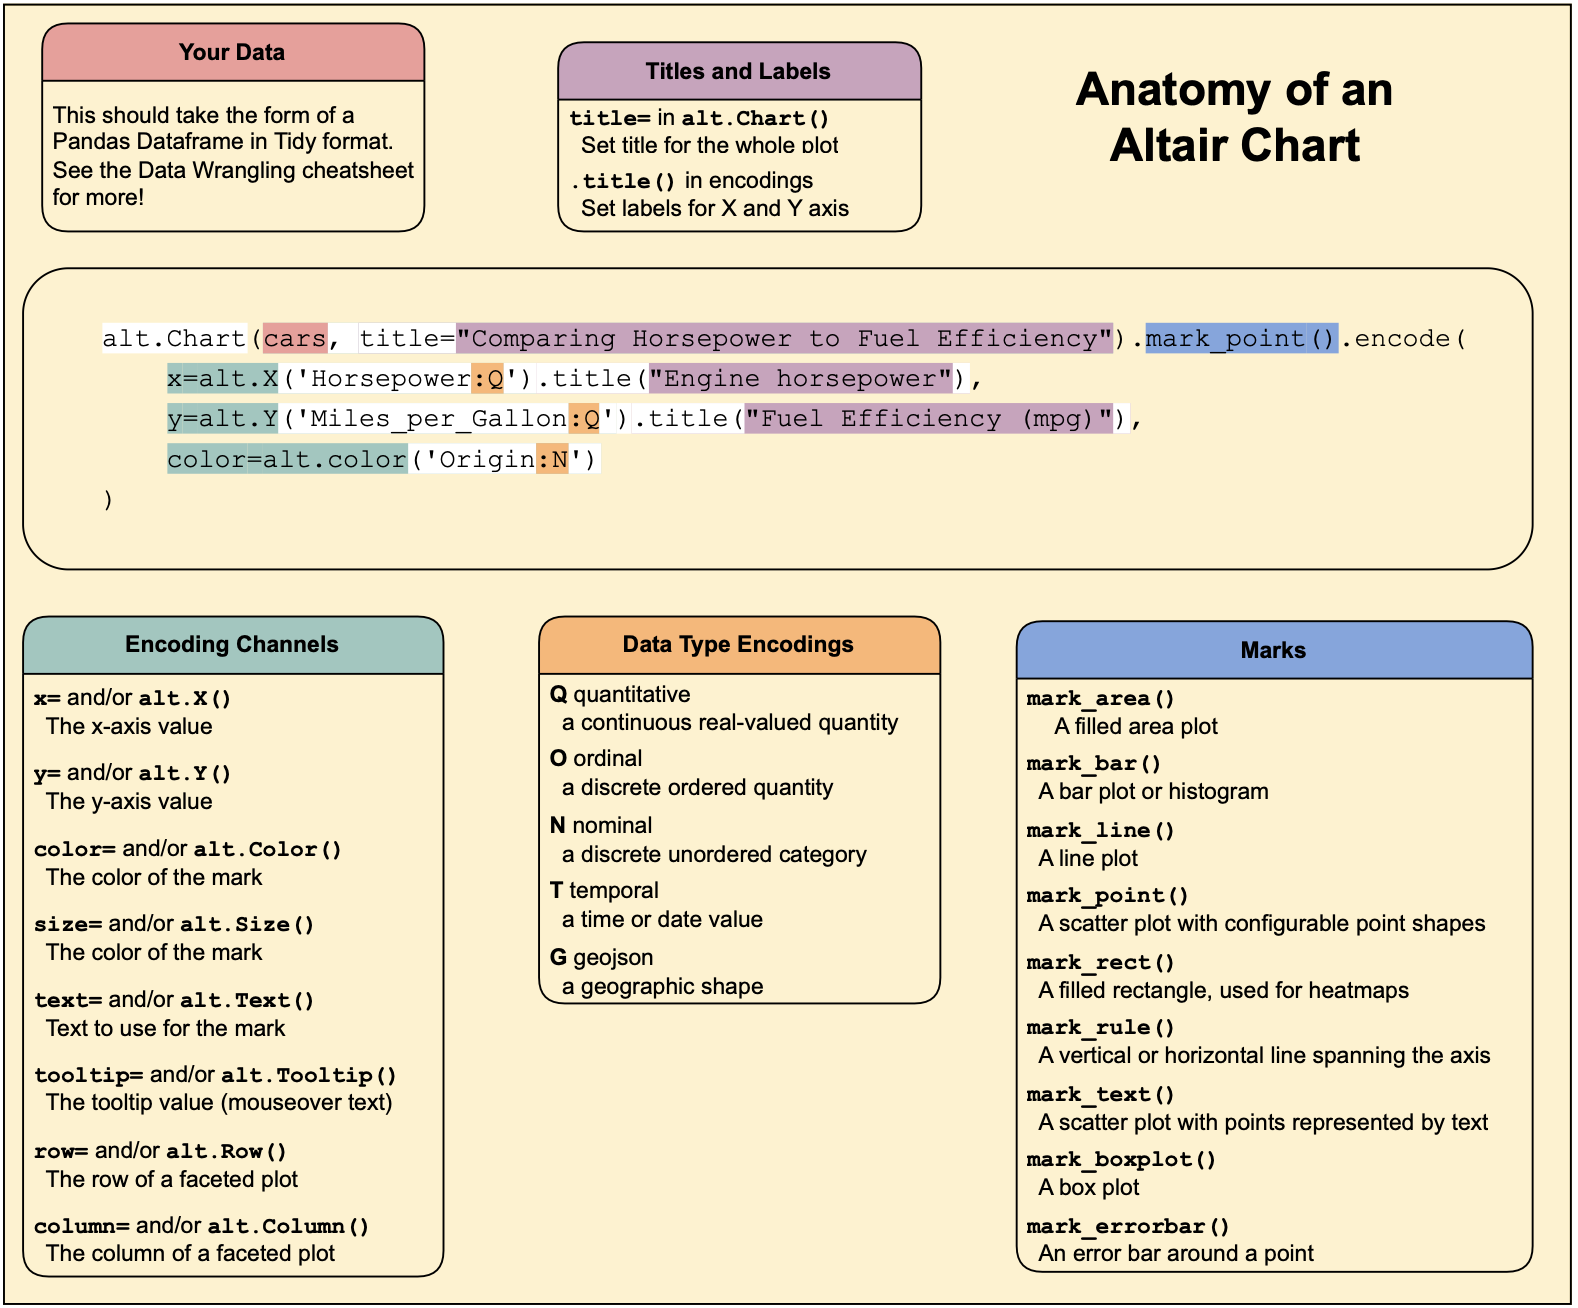 Your Data
This should take the form of a
Pandas Dataframe in Tidy format.
See the Data Wrangling cheatsheet
for more!
Titles and Labels
title= in alt.Chart()
Set title for the whole plot
.title() in encodings
Set labels for X and Y axis
Anatomy of an
Altair Chart
alt.Chart(cars, title="Comparing Horsepower to Fuel Efficiency").mark_point().encode(
x=alt.X('Horsepower:Q').title("Engine horsepower"),
y=alt.Y('Miles_per_Gallon:Q').title("Fuel Efficiency (mpg)"),
color=alt.color('Origin:N')
)
Encoding Channels
x= and/or alt.X()
The x-axis value
y= and/or alt.Y()
The y-axis value
color= and/or alt.Color()
The color of the mark
size= and/or alt.Size()
The color of the mark
text= and/or alt.Text()
Text to use for the mark
tooltip= and/or alt.Tooltip()
The tooltip value (mouseover text)
row= and/or alt.Row()
The row of a faceted plot
column= and/or alt.Column()
The column of a faceted plot
Data Type Encodings
Q quantitative
a continuous real-valued quantity
O ordinal
a discrete ordered quantity
N nominal
a discrete unordered category
T temporal
a time or date value
G geojson
a geographic shape
Marks
mark_area()
A filled area plot
mark_bar()
A bar plot or histogram
mark_line()
A line plot
mark_point()
A scatter plot with configurable point shapes
mark_rect()
A filled rectangle, used for heatmaps
mark_rule()
A vertical or horizontal line spanning the axis
mark_text()
A scatter plot with points represented by text
mark_boxplot()
A box plot
mark_errorbar()
An error bar around a point